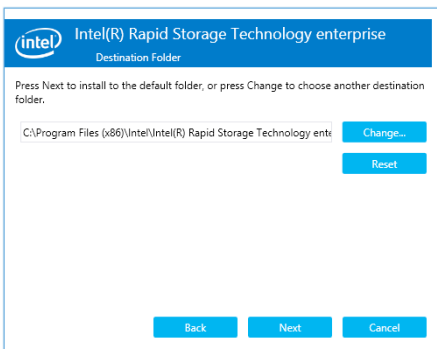 intel
Intel(R) Rapid Storage Technology enterprise
Destination Folder
Press Next to install to the default folder, or press Change to choose another destination
folder.
C:\Program Files (x86)\Intel\Intel(R) Rapid Storage Technology ente
Change...
Reset
Back Next Cancel